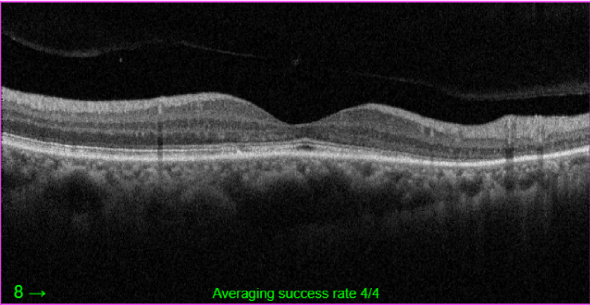 8 →
Averaging success rate 4/4